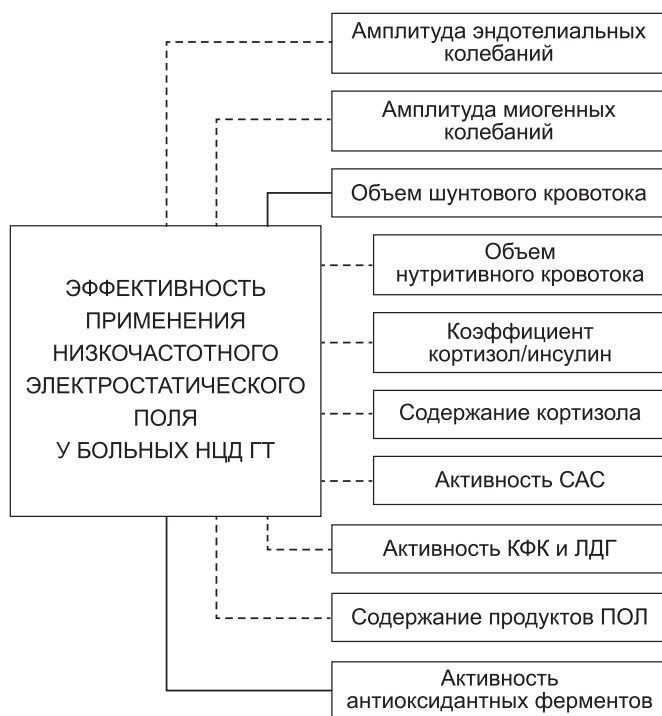 Амплитуда эндотелиальных
колебаний
Амплитуда миогенных
колебаний
Объем шунтового кровотока
ЭФФЕКТИВНОСТЬ
ПРИМЕНЕНИЯ
НИЗКОЧАСТОТНОГО
ЭЛЕКТРОСТАТИЧЕСКОГО
ПОЛЯ
У БОЛЬНЫХ НЦД ГТ
Объем
нутритивного кровотока
Коэффициент
кортизол/инсулин
Содержание кортизола
Активность САС
Активность КФК и ЛДГ
Содержание продуктов ПОЛ
Активность
антиоксидантных ферментов